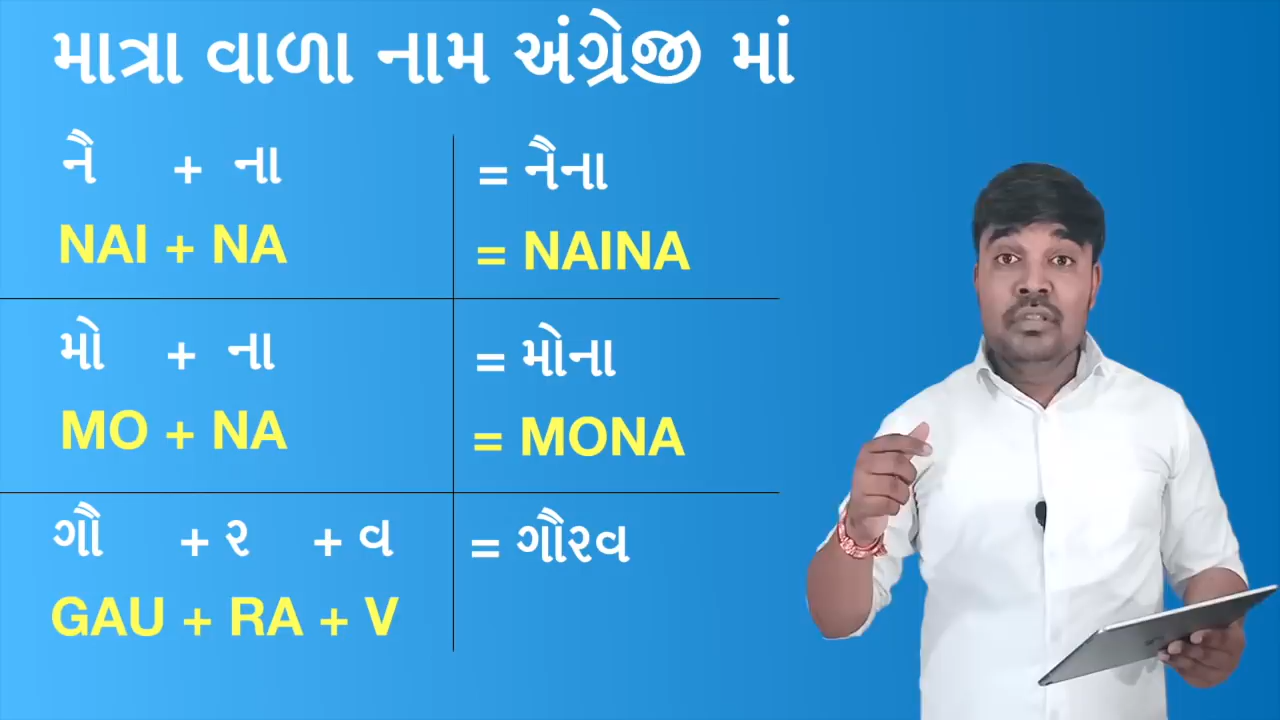 માત્રા વાળા નામ અંગ્રેજી માં
નૈ + ના = નૈના
NAI + NA = NAINA
મો + ના = મોના
MO + NA = MONA
ગૌ + ર + વ = ગૌરવ
GAU + RA + V